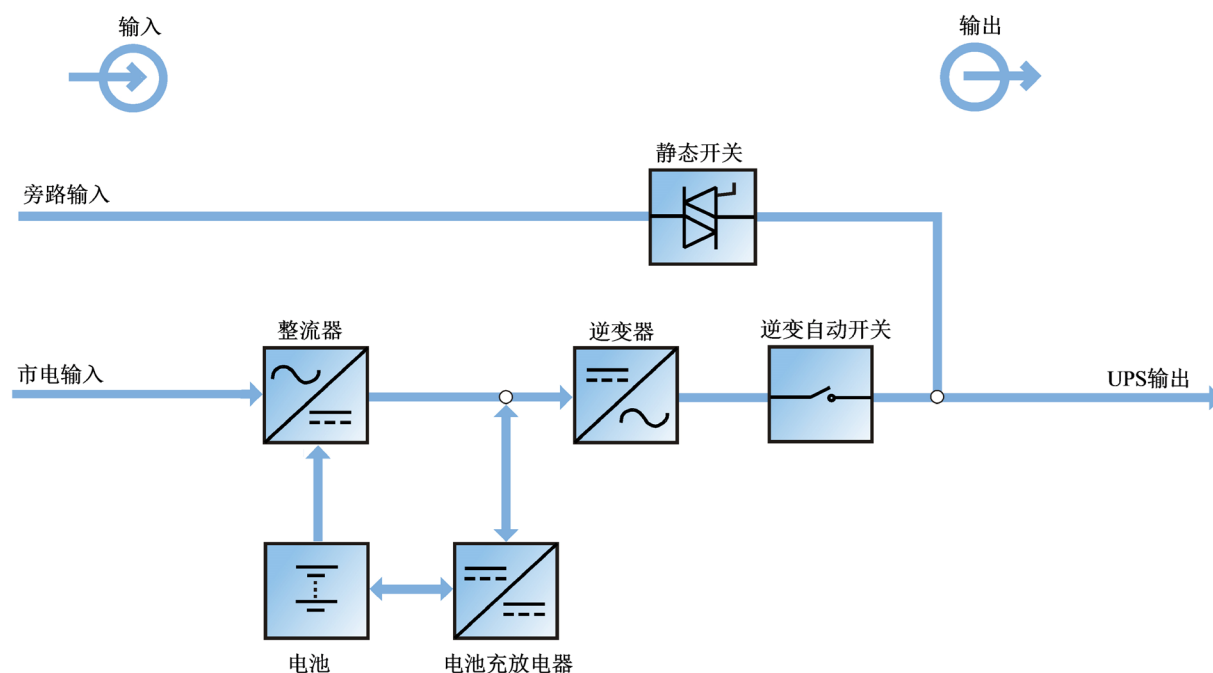 输入
输出
静态开关
旁路输入
整流器
逆变器
逆变自动开关
市电输入
UPS输出
电池
电池充放电器